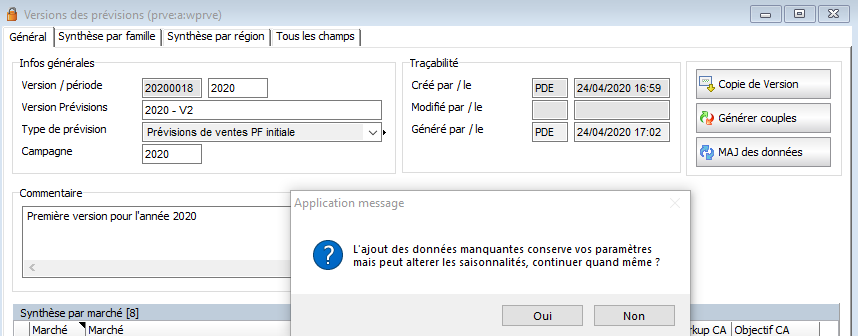 Versions des prévisions (prve:a:wprve)
Général Synthèse par famille Synthèse par région Tous les champs
Infos générales
Version / période 20200018 2020
Version Prévisions 2020 - V2
Type de prévision Prévisions de ventes PF initiale
Campagne 2020
Traçabilité
Créé par / le PDE 24/04/2020 16:59
Modifié par / le
Généré par / le PDE 24/04/2020 17:02
Copie de Version
Générer couples
MAJ des données
Commentaire
Première version pour l'année 2020
Application message
L'ajout des données manquantes conserve vos paramètres
mais peut alterer les saisonnalités, continuer quand même ?
Oui Non
Synthèse par marché [8]
Marché Marché rkup CA Objectif CA